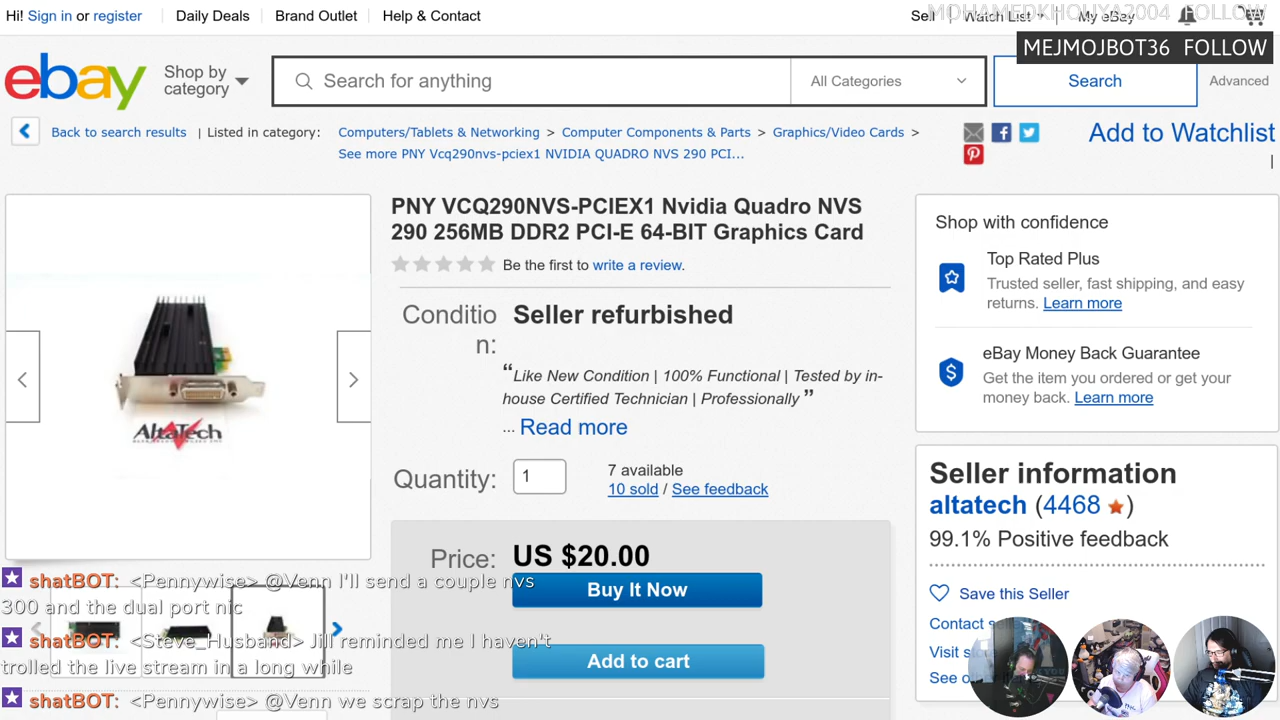 Hi! Sign in or register
Daily Deals
Brand Outlet
Help & Contact
Sell
Watch List
My eBay
MOHAMEDKHOUYA2004 FOLLOW
MEJMOJBOT36 FOLLOW
ebay
Shop by
category
Search for anything
All Categories
Search
Advanced
Back to search results | Listed in category:
Computers/Tablets & Networking > Computer Components & Parts > Graphics/Video Cards >
See more PNY Vcq290nvs-pciex1 NVIDIA QUADRO NVS 290 PCI...
Add to Watchlist
|
PNY VCQ290NVS-PCIEX1 Nvidia Quadro NVS
290 256MB DDR2 PCI-E 64-BIT Graphics Card
Be the first to write a review.
Conditio
n:
Seller refurbished
“Like New Condition | 100% Functional | Tested by in-
house Certified Technician | Professionally ”
... Read more
Quantity:
1
7 available
10 sold / See feedback
Price:
US $20.00
Buy It Now
Add to cart
AltaTech
Shop with confidence
Top Rated Plus
Trusted seller, fast shipping, and easy
returns. Learn more
eBay Money Back Guarantee
Get the item you ordered or get your
money back. Learn more
Seller information
altatech (4468 )
99.1% Positive feedback
Save this Seller
Contact
Visit
See
shatBOT: <Pennywise> @Venn I'll send a couple nvs
300 and the dual port nic
shatBOT: <Steve_Husband> Jill reminded me I haven't
trolled the live stream in a long while
shatBOT: <Pennywise> @Venn we scrap the nvs